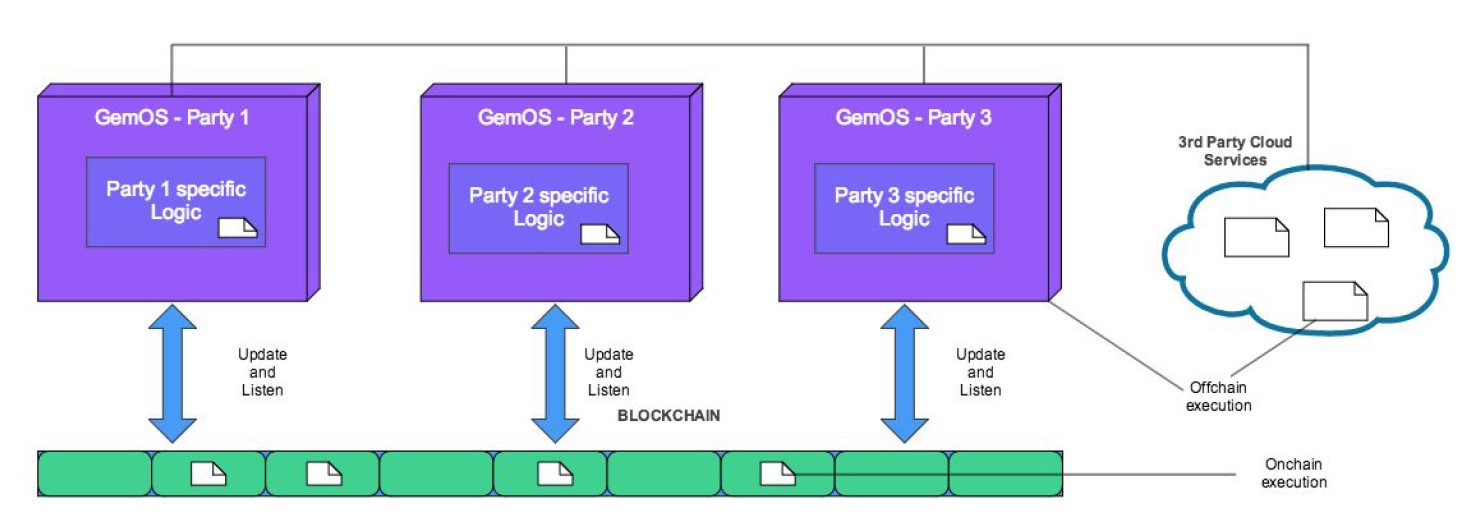 GemOS - Party 1
GemOS - Party 2
GemOS - Party 3
3rd Party Cloud
Services
Party 1 specific
Logic
Party 2 specific
Logic
Party 3 specific
Logic
Update
and
Listen
Update
and
Listen
Update
and
Listen
Offchain
execution
BLOCKCHAIN
Onchain
execution